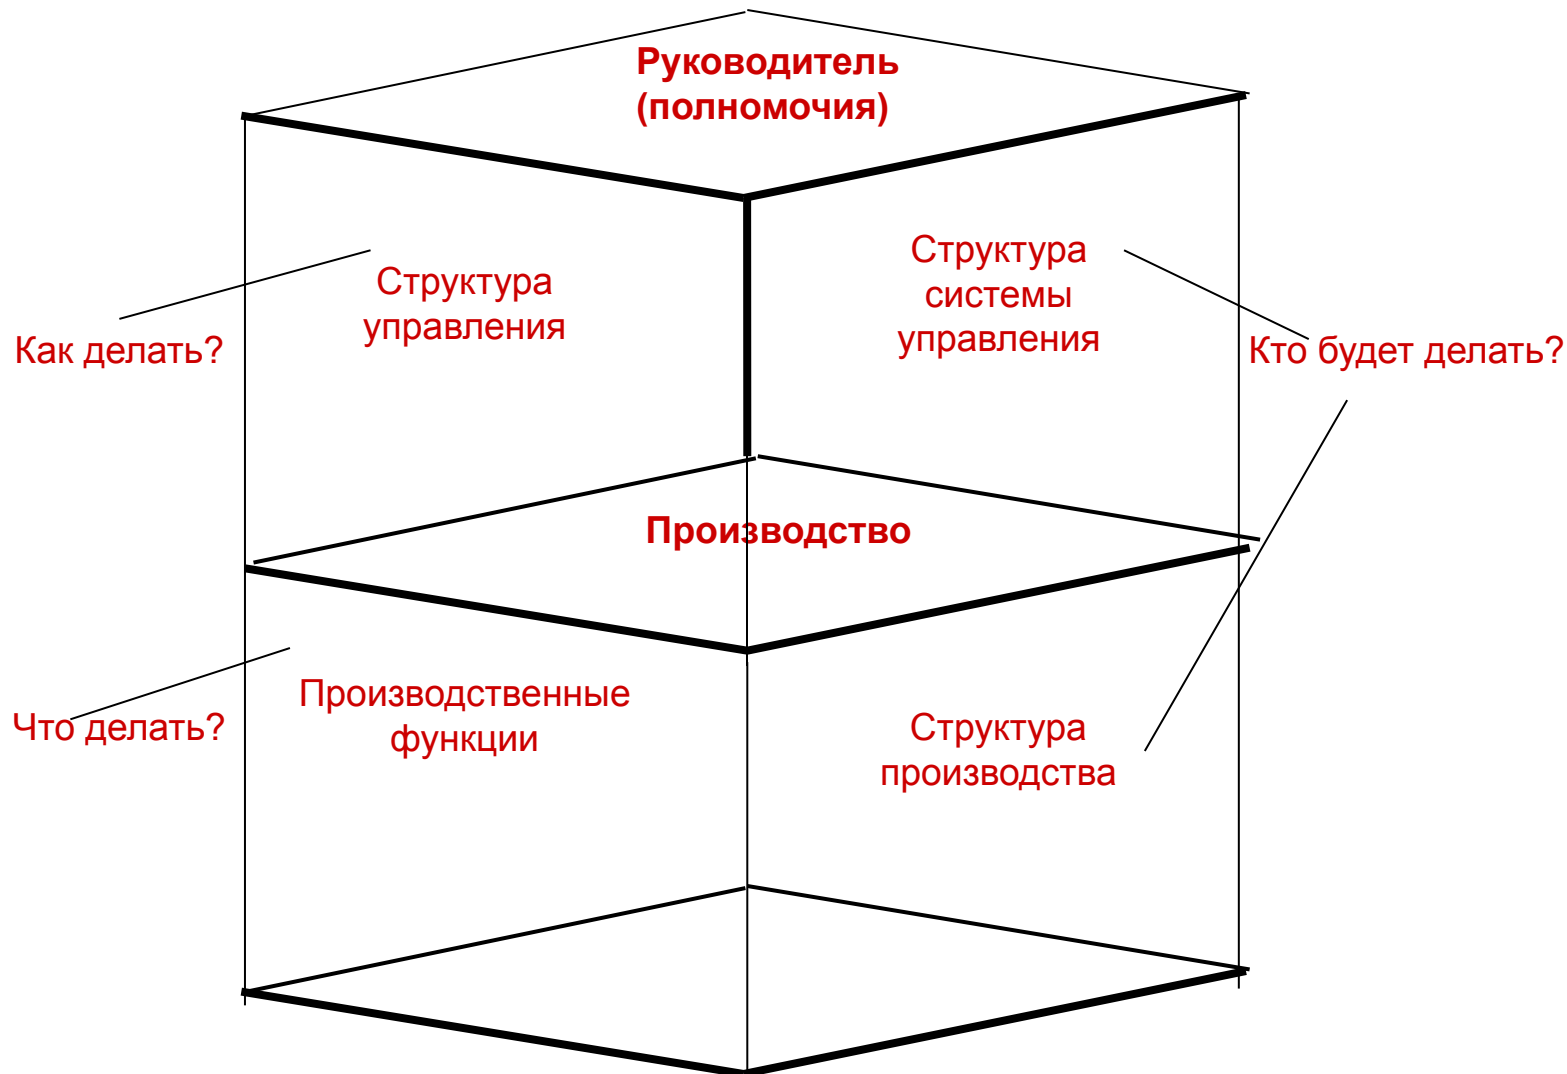 Руководитель
(полномочия)
Структура
управления
Структура
системы
управления
Как делать?
Кто будет делать?
Производство
Производственные
функции
Что делать?
Структура
производства